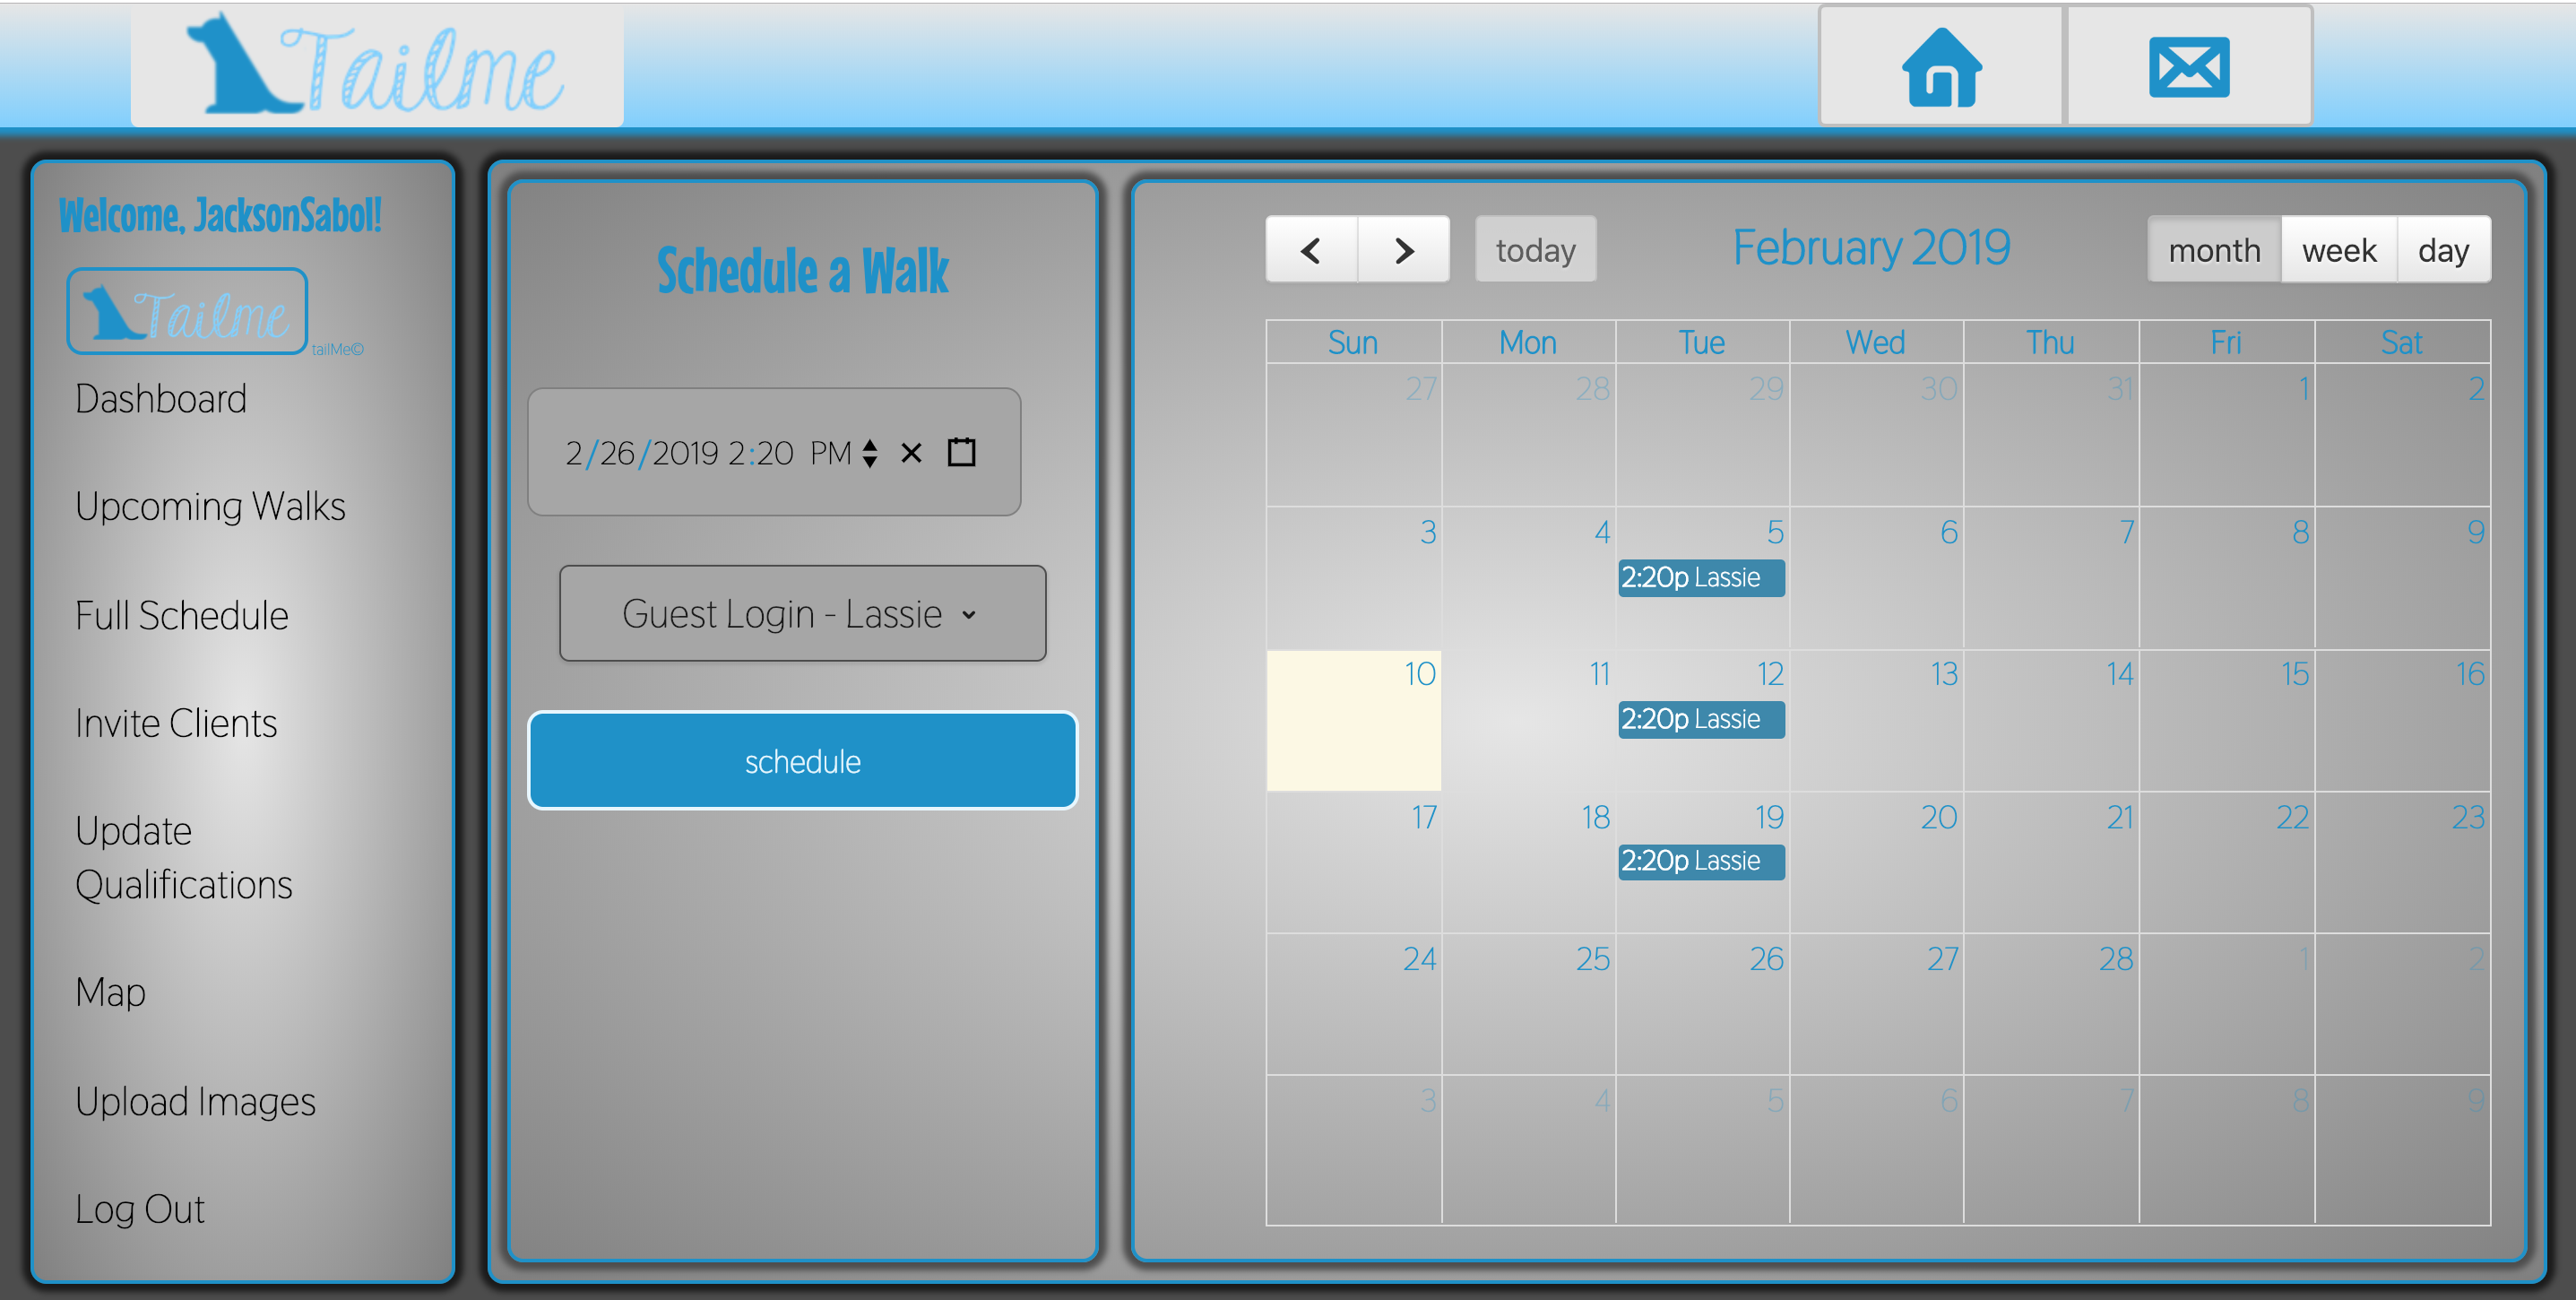 Tailme
Welcome, JacksonSabol!
Tailme
tailMe©
Dashboard
Upcoming Walks
Full Schedule
Invite Clients
Update
Qualifications
Map
Upload Images
Log Out
Schedule a Walk
2/26/2019 2:20 PM
Guest Login - Lassie
schedule
today
February 2019
month week day
Sun Mon Tue Wed Thu Fri Sat
27 28 29 30 31 1 2
3 4 5 6 7 8 9
2:20p Lassie
10 11 12 13 14 15 16
2:20p Lassie
17 18 19 20 21 22 23
2:20p Lassie
24 25 26 27 28 1 2
3 4 5 6 7 8 9